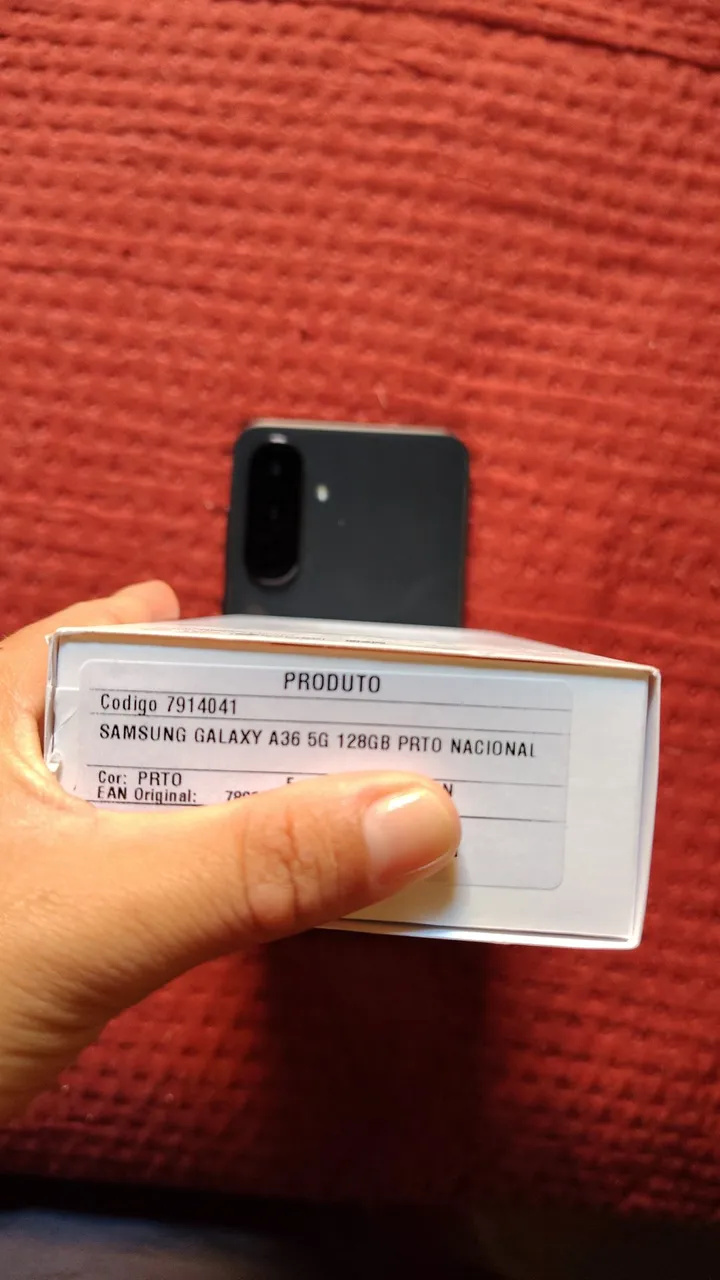 PRODUTO
Codigo 7914041
SAMSUNG GALAXY A36 5G 128GB PRTO NACIONAL
Cor: PRTO
EAN Original: